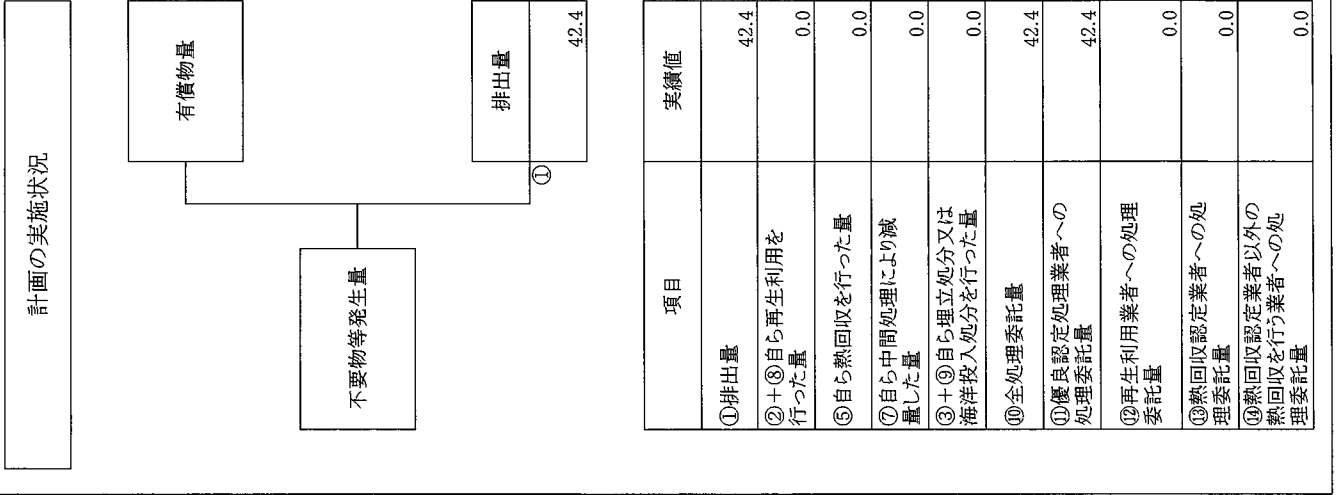 計画の実施状況
有償物量
不要物等発生量
排出量
①
42.4
項目
実績値
①排出量
42.4
②+⑧自ら再生利用を
行った量
0.0
⑤自ら熱回収を行った量
0.0
⑦自ら中間処理により減
量した量
0.0
③+⑨自ら埋立処分又は
海洋投入処分を行った量
0.0
⑩全処理委託量
42.4
⑪優良認定処理業者への
処理委託量
42.4
⑫再生利用業者への処理
委託量
0.0
⑬熱回収認定業者への処
理委託量
0.0
⑭熱回収認定業者以外の
熱回収を行う業者への処
理委託量
0.0